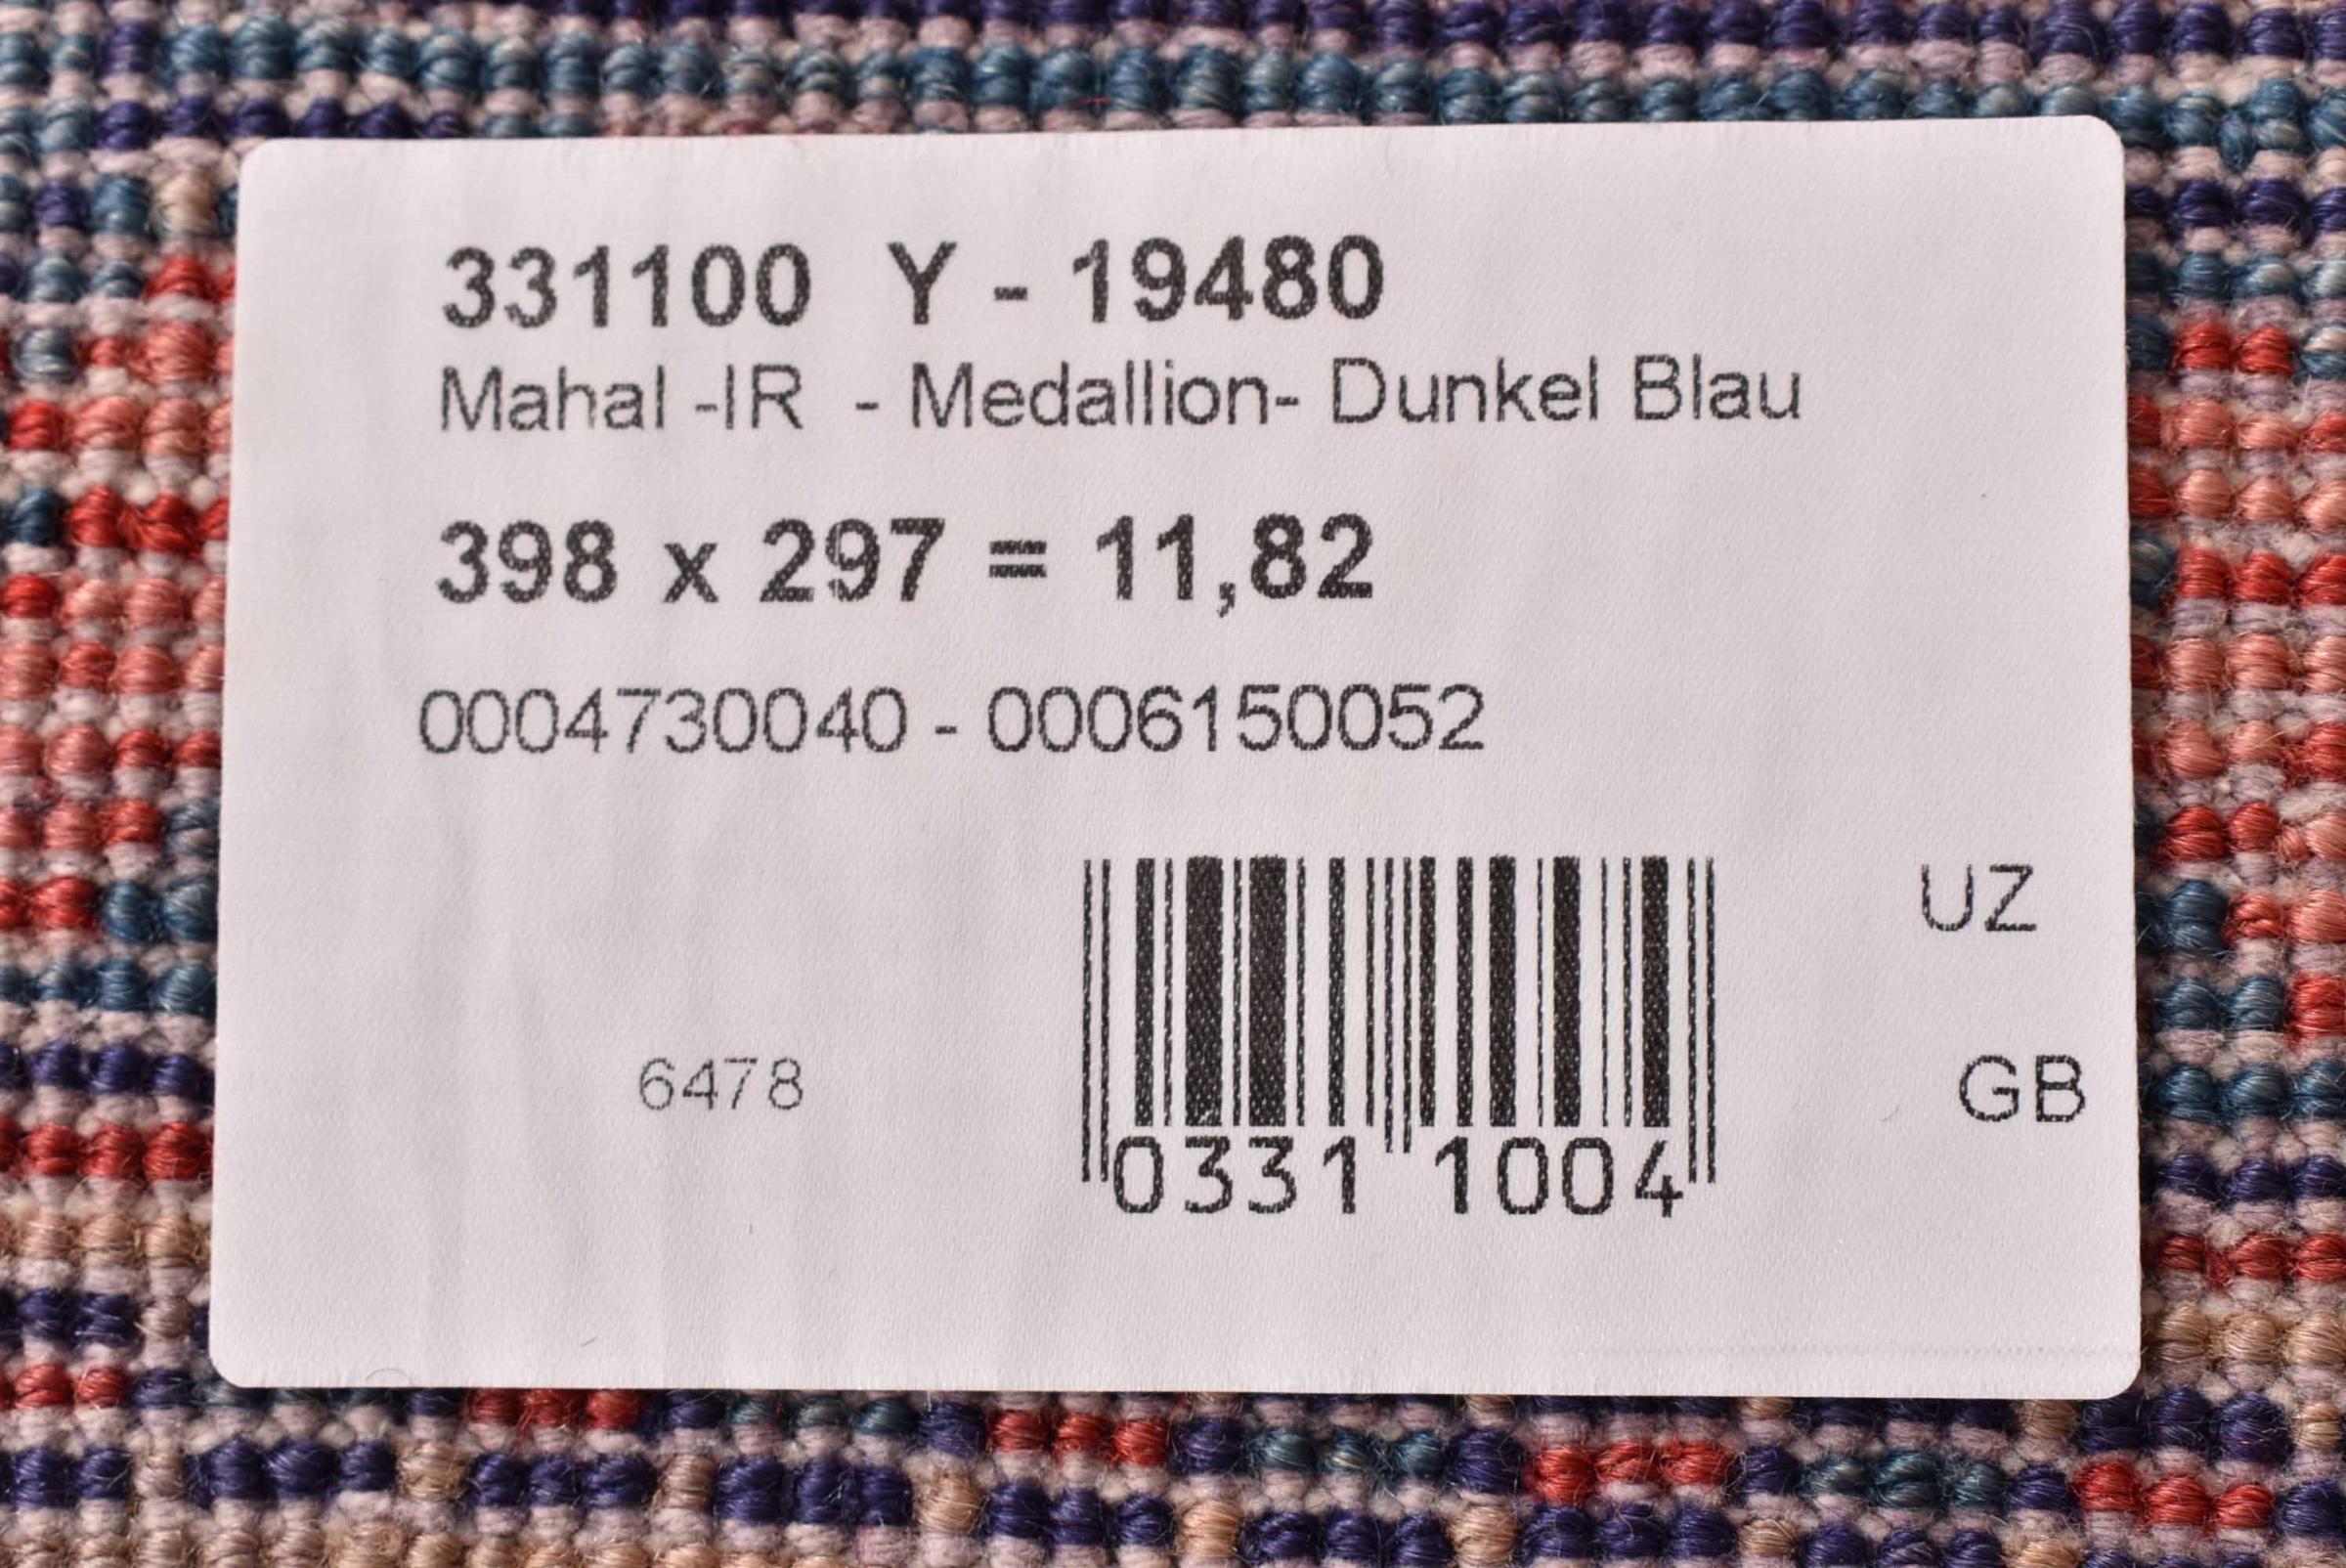 331100 Y - 19480
Mahal -IR - Medallion- Dunkel Blau
398 x 297 = 11,82
0004730040 - 0006150052
UZ
6478
GB
0331 1004